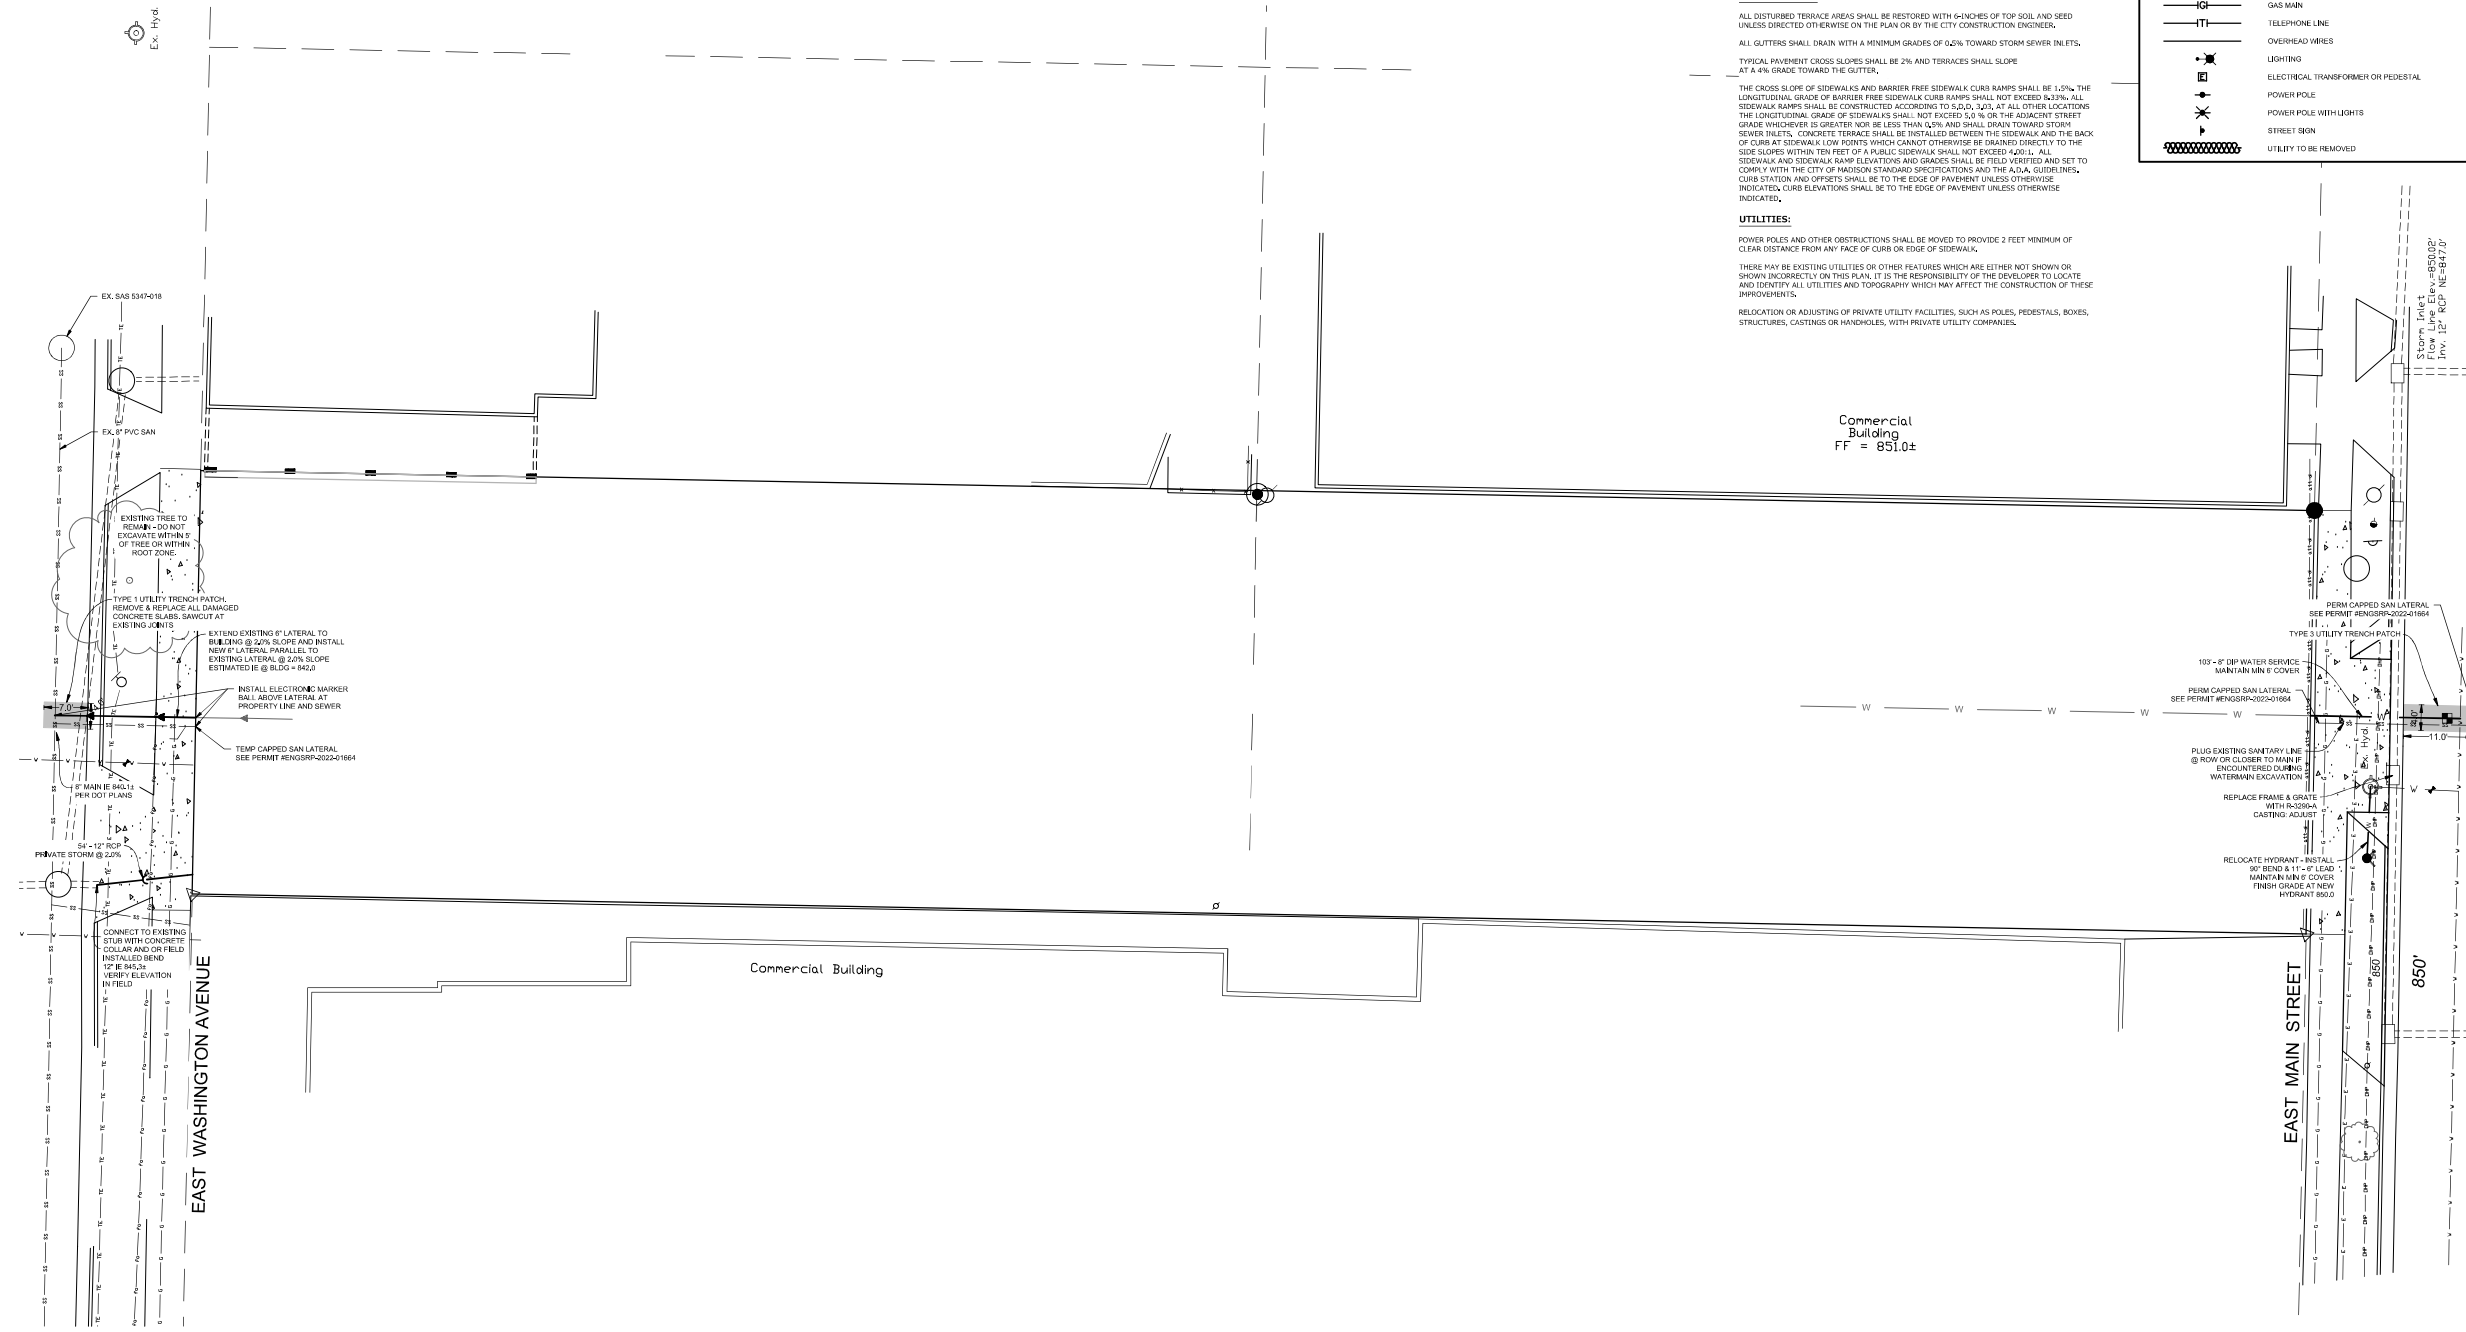 Ex. Hyd.
ALL DISTURBED TERRACE AREAS SHALL BE RESTORED WITH 6-INCHES OF TOP SOIL AND SEED
UNLESS DIRECTED OTHERWISE ON THE PLAN OR BY THE CITY CONSTRUCTION ENGINEER.
ALL GUTTERS SHALL DRAIN WITH A MINIMUM GRADES OF 0.5% TOWARD STORM SEWER INLETS.
TYPICAL PAVEMENT CROSS SLOPES SHALL BE 2% AND TERRACES SHALL SLOPE
AT A 4% GRADE TOWARD THE GUTTER.
THE CROSS SLOPE OF SIDEWALKS AND BARRIER FREE SIDEWALK CURB RAMPS SHALL BE 1.5%. THE
LONGITUDINAL GRADE OF BARRIER FREE SIDEWALK CURB RAMPS SHALL NOT EXCEED 8.33%. ALL
SIDEWALK RAMPS SHALL BE CONSTRUCTED ACCORDING TO S.D.D. 3.03. AT ALL OTHER LOCATIONS
THE LONGITUDINAL GRADE OF SIDEWALKS SHALL NOT EXCEED 5.0 % OR THE ADJACENT STREET
GRADE WHICHEVER IS GREATER NOR BE LESS THAN 0.5% AND SHALL DRAIN TOWARD STORM
SEWER INLETS. CONCRETE TERRACE SHALL BE INSTALLED BETWEEN THE SIDEWALK AND THE BACK
OF CURB AT SIDEWALK LOW POINTS WHICH CANNOT OTHERWISE BE DRAINED DIRECTLY TO THE
SIDE SLOPES WITHIN TEN FEET OF A PUBLIC SIDEWALK SHALL NOT EXCEED 4.00:1. ALL
SIDEWALK AND SIDEWALK RAMP ELEVATIONS AND GRADES SHALL BE FIELD VERIFIED AND SET TO
COMPLY WITH THE CITY OF MADISON STANDARD SPECIFICATIONS AND THE A.D.A. GUIDELINES.
CURB STATION AND OFFSETS SHALL BE TO THE EDGE OF PAVEMENT UNLESS OTHERWISE
INDICATED. CURB ELEVATIONS SHALL BE TO THE EDGE OF PAVEMENT UNLESS OTHERWISE
INDICATED.
UTILITIES:
POWER POLES AND OTHER OBSTRUCTIONS SHALL BE MOVED TO PROVIDE 2 FEET MINIMUM OF
CLEAR DISTANCE FROM ANY FACE OF CURB OR EDGE OF SIDEWALK.
THERE MAY BE EXISTING UTILITIES OR OTHER FEATURES WHICH ARE EITHER NOT SHOWN OR
SHOWN INCORRECTLY ON THIS PLAN. IT IS THE RESPONSIBILITY OF THE DEVELOPER TO LOCATE
AND IDENTIFY ALL UTILITIES AND TOPOGRAPHY WHICH MAY AFFECT THE CONSTRUCTION OF THESE
IMPROVEMENTS.
RELOCATION OR ADJUSTING OF PRIVATE UTILITY FACILITIES, SUCH AS POLES, PEDESTALS, BOXES,
STRUCTURES, CASTINGS OR HANDHOLES, WITH PRIVATE UTILITY COMPANIES.
G GAS MAIN
T TELEPHONE LINE
OVERHEAD WIRES
LIGHTING
E ELECTRICAL TRANSFORMER OR PEDESTAL
POWER POLE
POWER POLE WITH LIGHTS
STREET SIGN
UTILITY TO BE REMOVED
Storm Inlet
Flow Line Elev.=850.02'
Inv. 12" RCP NE=847.0'
EX. SAS 5347-018
EX. 8" PVC SAN
EXISTING TREE TO
REMAIN - DO NOT
EXCAVATE WITHIN 5'
OF TREE OR WITHIN
ROOT ZONE.
TYPE 1 UTILITY TRENCH PATCH.
REMOVE & REPLACE ALL DAMAGED
CONCRETE SLABS. SAWCUT AT
EXISTING JOINTS
EXTEND EXISTING 6" LATERAL TO
BUILDING @ 2.0% SLOPE AND INSTALL
NEW 6" LATERAL PARALLEL TO
EXISTING LATERAL @ 2.0% SLOPE
ESTIMATED IE @ BLDG = 842.0
INSTALL ELECTRONIC MARKER
BALL ABOVE LATERAL AT
PROPERTY LINE AND SEWER
7.0'
TEMP CAPPED SAN LATERAL
SEE PERMIT #ENGSRP-2022-01664
8" MAIN IE 840.1±
PER DOT PLANS
54' - 12" RCP
PRIVATE STORM @ 2.0%
CONNECT TO EXISTING
STUB WITH CONCRETE
COLLAR AND OR FIELD
INSTALLED BEND
12" IE 845.3±
VERIFY ELEVATION
IN FIELD
EAST WASHINGTON AVENUE
Commercial
Building
FF = 851.0±
Commercial Building
PERM CAPPED SAN LATERAL
SEE PERMIT #ENGSRP-2022-01664
TYPE 3 UTILITY TRENCH PATCH
103' - 8" DIP WATER SERVICE
MAINTAIN MIN 6' COVER
PERM CAPPED SAN LATERAL
SEE PERMIT #ENGSRP-2022-01664
11.0'
W W W W W
Ex. Hyd.
PLUG EXISTING SANITARY LINE
@ ROW OR CLOSER TO MAIN IF
ENCOUNTERED DURING
WATERMAIN EXCAVATION
REPLACE FRAME & GRATE
WITH R-3290-A
CASTING: ADJUST
W
RELOCATE HYDRANT - INSTALL
90° BEND & 11' - 6" LEAD
MAINTAIN MIN 6' COVER
FINISH GRADE AT NEW
HYDRANT 850.0
850
850'
EAST MAIN STREET